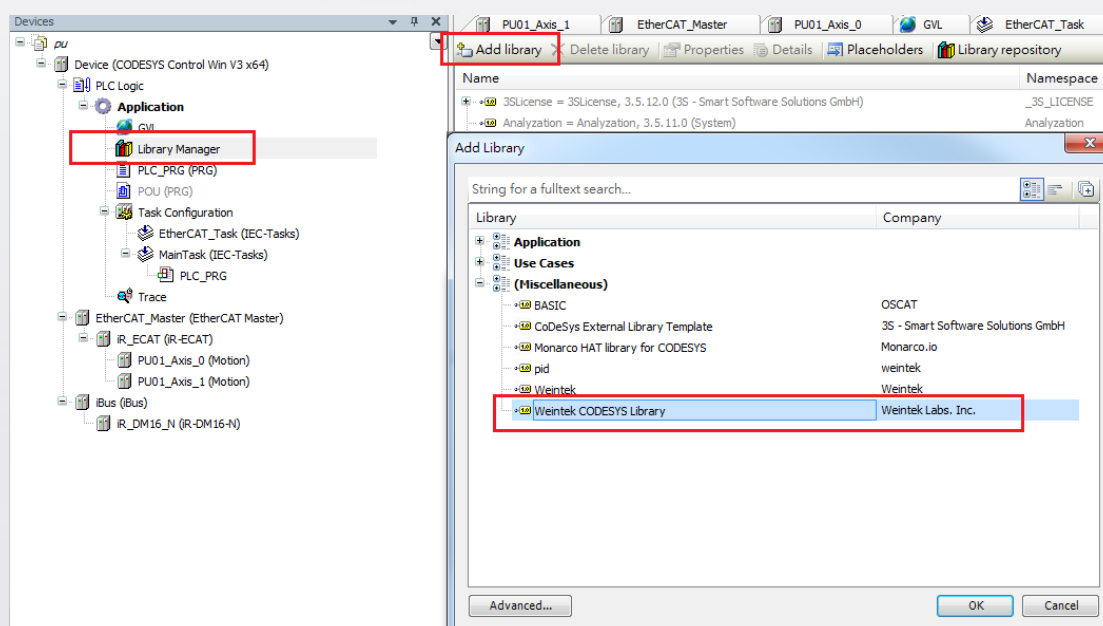 Devices
pu
Device (CODESYS Control Win V3 x64)
PLC Logic
Application
GVL
Library Manager
PLC_PRG (PRG)
POU (PRG)
Task Configuration
EtherCAT_Task (IEC-Tasks)
MainTask (IEC-Tasks)
PLC_PRG
Trace
EtherCAT_Master (EtherCAT Master)
iR_ECAT (iR-ECAT)
PU01_Axis_0 (Motion)
PU01_Axis_1 (Motion)
iBus (iBus)
iR_DM16_N (iR-DM16-N)
PU01_Axis_1 EtherCAT_Master PU01_Axis_0 GVL EtherCAT_Task
Add library Delete library Properties Details Placeholders Library repository
Name Namespace
3SLicense = 3SLicense, 3.5.12.0 (3S - Smart Software Solutions GmbH) _3S_LICENSE
Analyzation = Analyzation, 3.5.11.0 (System) Analyzation
Add Library
String for a fulltext search...
Library Company
Application
Use Cases
(Miscellaneous)
BASIC OSCAT
CoDeSys External Library Template 3S - Smart Software Solutions GmbH
Monarco HAT library for CODESYS Monarco.io
pid weintek
Weintek Weintek
Weintek CODESYS Library Weintek Labs. Inc.
Advanced... OK Cancel